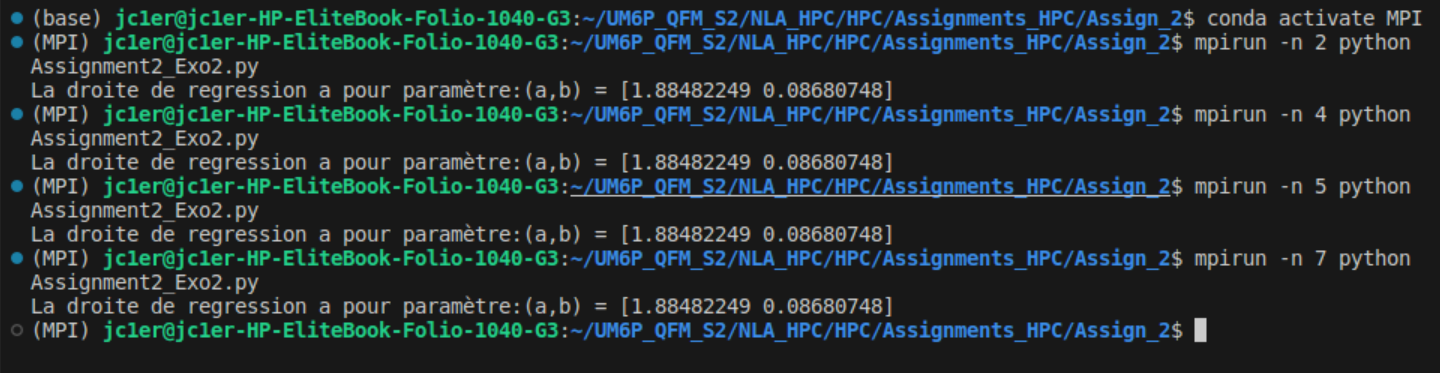 (base) jc1er@jc1er-HP-EliteBook-Folio-1040-G3:~/UM6P_QFM_S2/NLA_HPC/HPC/Assignments_HPC/Assign_2$ conda activate MPI
(MPI) jc1er@jc1er-HP-EliteBook-Folio-1040-G3:~/UM6P_QFM_S2/NLA_HPC/HPC/Assignments_HPC/Assign_2$ mpirun -n 2 python
Assignment2_Exo2.py
La droite de regression a pour paramètre:(a,b) = [1.88482249 0.08680748]
(MPI) jc1er@jc1er-HP-EliteBook-Folio-1040-G3:~/UM6P_QFM_S2/NLA_HPC/HPC/Assignments_HPC/Assign_2$ mpirun -n 4 python
Assignment2_Exo2.py
La droite de regression a pour paramètre:(a,b) = [1.88482249 0.08680748]
(MPI) jc1er@jc1er-HP-EliteBook-Folio-1040-G3:~/UM6P_QFM_S2/NLA_HPC/HPC/Assignments_HPC/Assign_2$ mpirun -n 5 python
Assignment2_Exo2.py
La droite de regression a pour paramètre:(a,b) = [1.88482249 0.08680748]
(MPI) jc1er@jc1er-HP-EliteBook-Folio-1040-G3:~/UM6P_QFM_S2/NLA_HPC/HPC/Assignments_HPC/Assign_2$ mpirun -n 7 python
Assignment2_Exo2.py
La droite de regression a pour paramètre:(a,b) = [1.88482249 0.08680748]
(MPI) jc1er@jc1er-HP-EliteBook-Folio-1040-G3:~/UM6P_QFM_S2/NLA_HPC/HPC/Assignments_HPC/Assign_2$